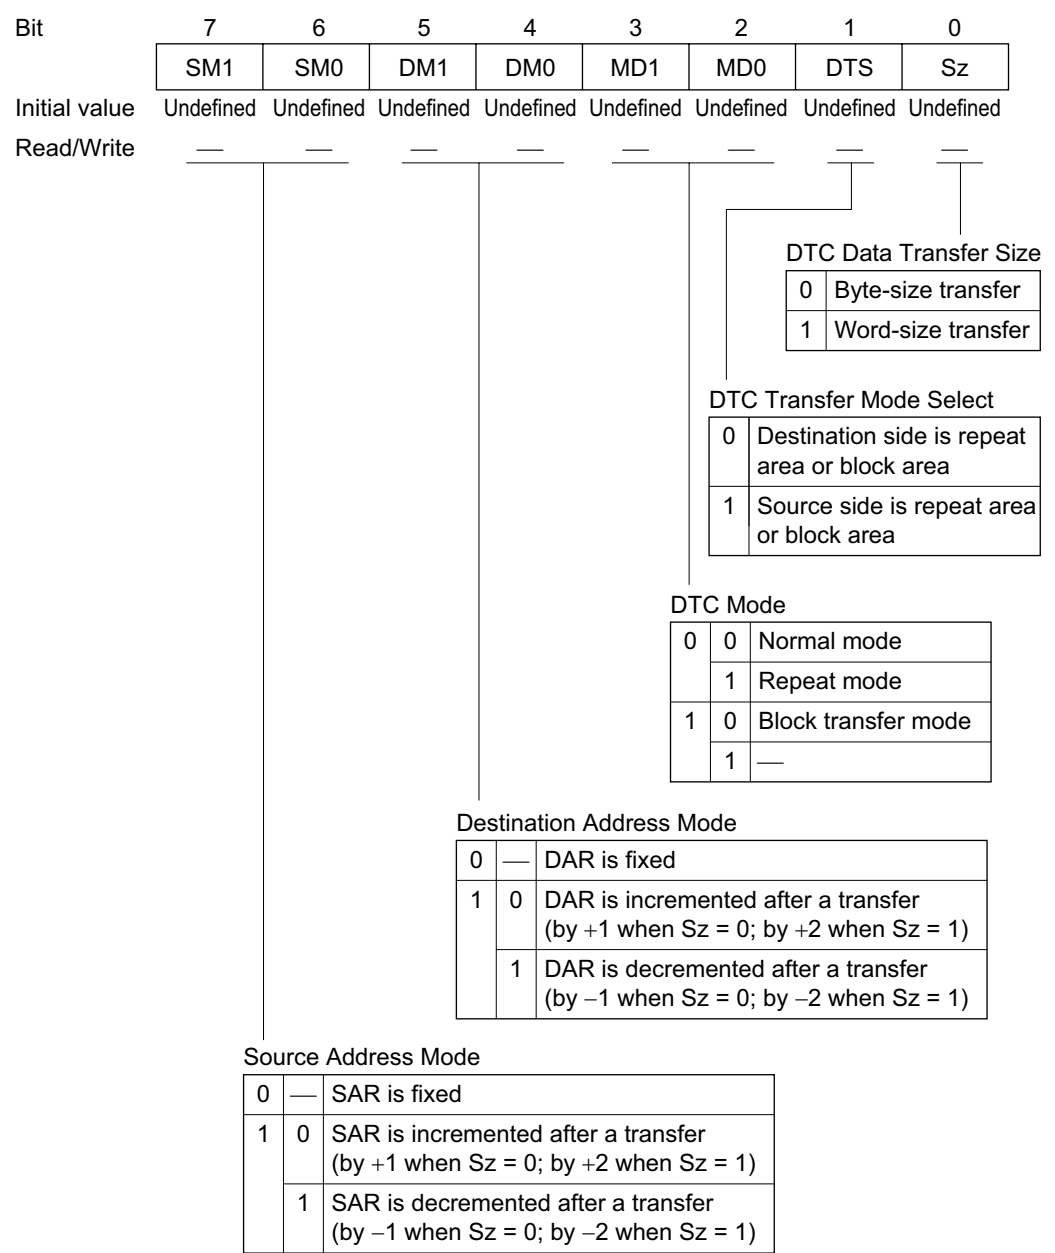 Bit 7 6 5 4 3 2 1 0
SM1 SM0 DM1 DM0 MD1 MD0 DTS Sz
Initial value Undefined Undefined Undefined Undefined Undefined Undefined Undefined Undefined
Read/Write — — — — — — — —
DTC Data Transfer Size
0 Byte-size transfer
1 Word-size transfer
DTC Transfer Mode Select
0 Destination side is repeat
area or block area
1 Source side is repeat area
or block area
DTC Mode
0 0 Normal mode
1 Repeat mode
1 0 Block transfer mode
1 —
Destination Address Mode
0 — DAR is fixed
1 0 DAR is incremented after a transfer
(by +1 when Sz = 0; by +2 when Sz = 1)
1 DAR is decremented after a transfer
(by −1 when Sz = 0; by −2 when Sz = 1)
Source Address Mode
0 — SAR is fixed
1 0 SAR is incremented after a transfer
(by +1 when Sz = 0; by +2 when Sz = 1)
1 SAR is decremented after a transfer
(by −1 when Sz = 0; by −2 when Sz = 1)